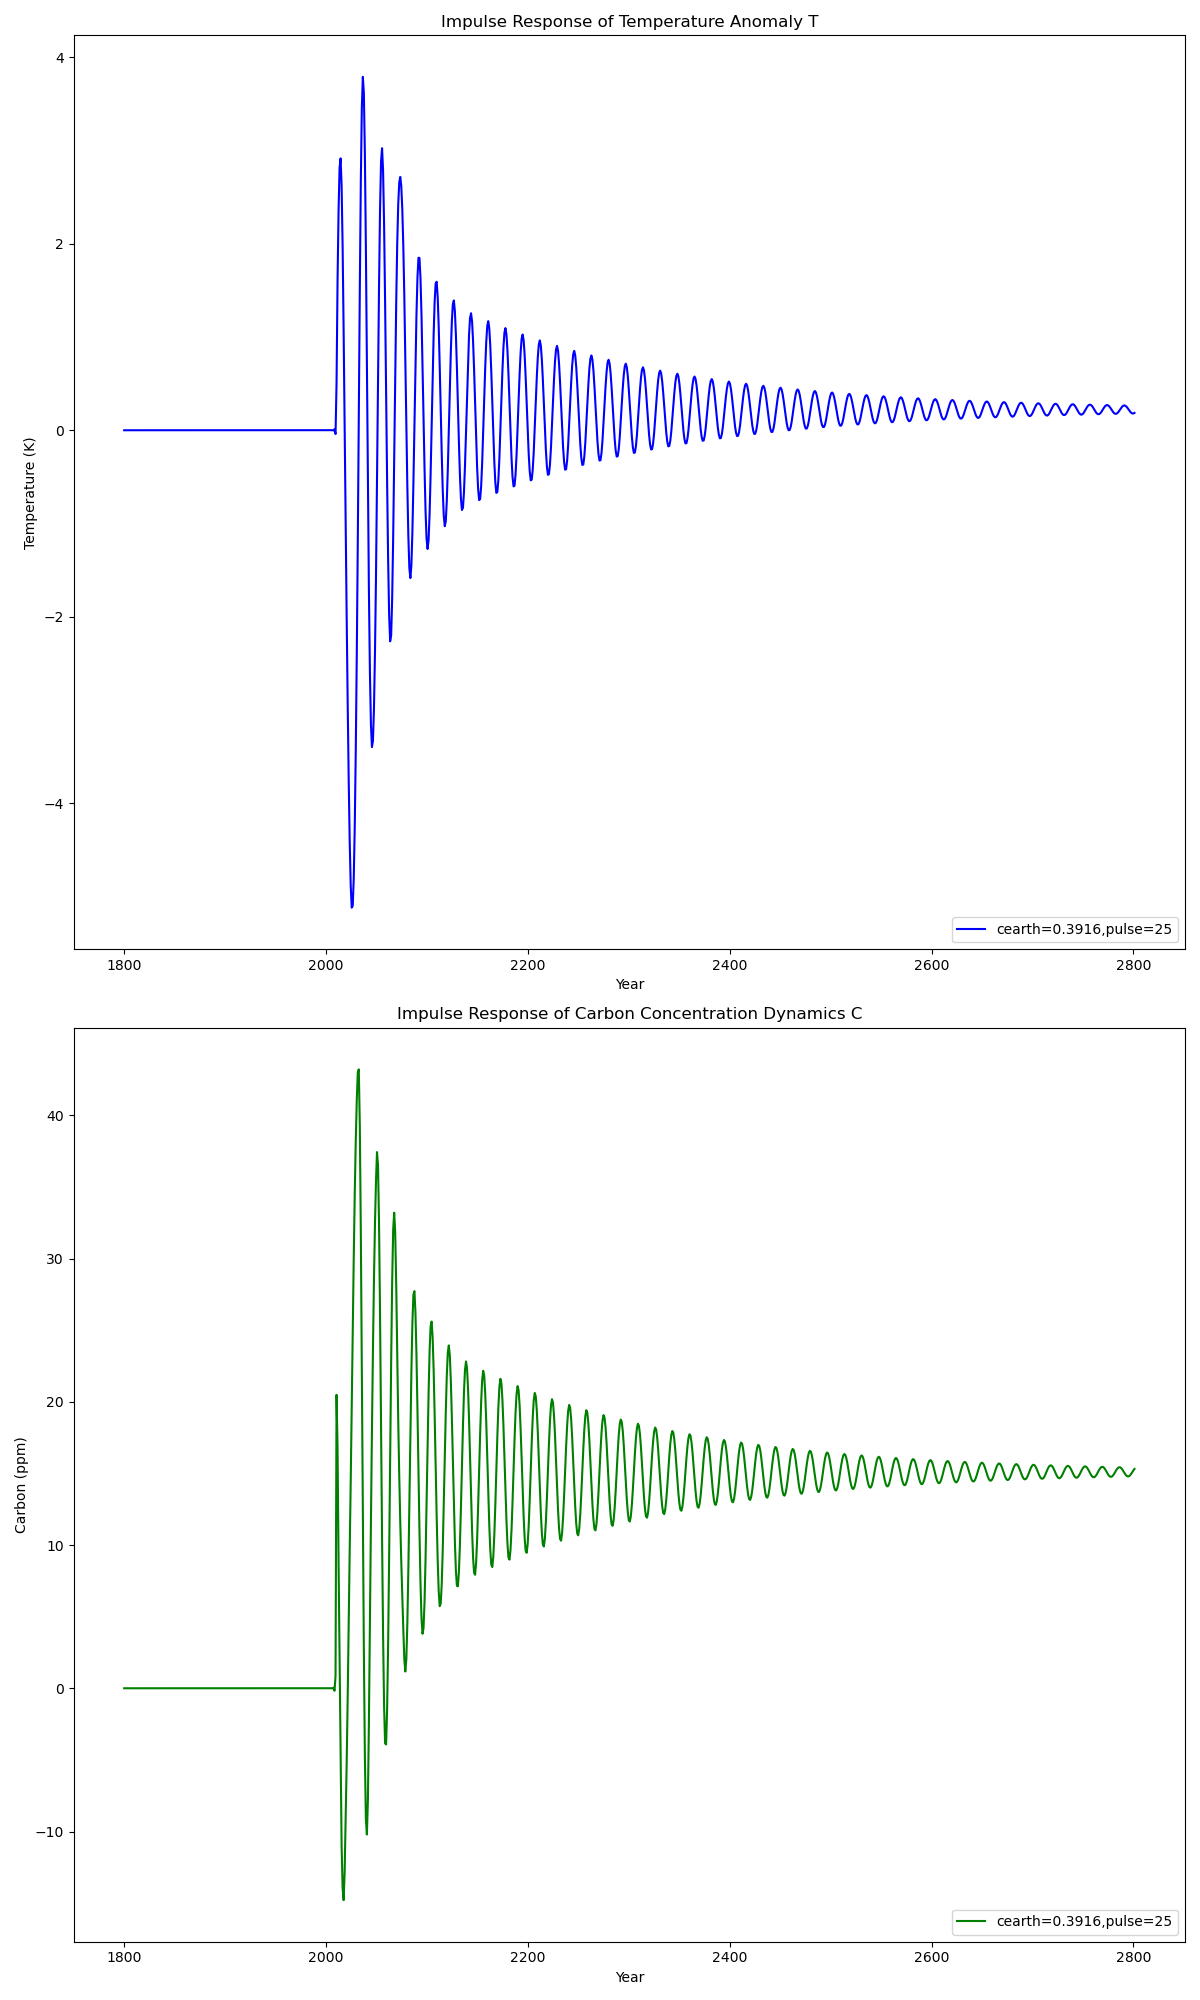 Impulse Response of Temperature Anomaly T
4
2
0
−2
−4
Temperature (K)
cearth=0.3916,pulse=25
1800 2000 2200 2400 2600 2800
Year
Impulse Response of Carbon Concentration Dynamics C
40
30
20
10
0
−10
Carbon (ppm)
cearth=0.3916,pulse=25
1800 2000 2200 2400 2600 2800
Year